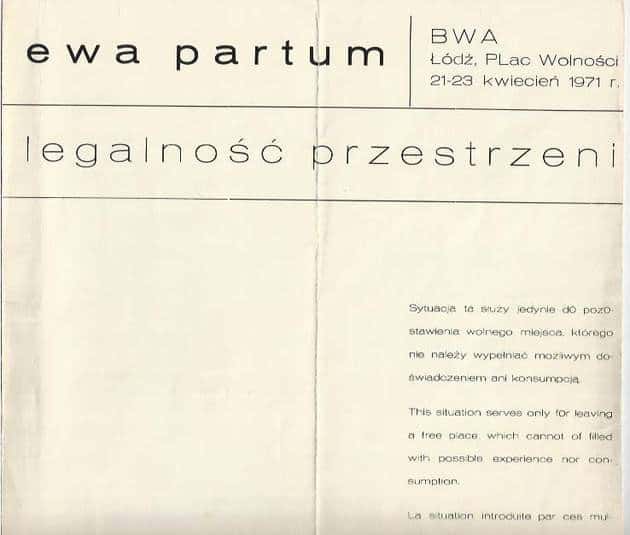 ewa partum
BWA
Łódź, PLac Wolności
21-23 kwiecień 1971 r.
legalność przestrzeni
Sytuacja ta służy jedynie do pozo-
stawienia wolnego miejsca, którego
nie należy wypełniać możliwym do-
świadczeniem ani konsumpcją.
This situation serves only for leaving
a free place, which cannot of filled
with possible experience nor con-
sumption.
La situation introduite par ces mul-